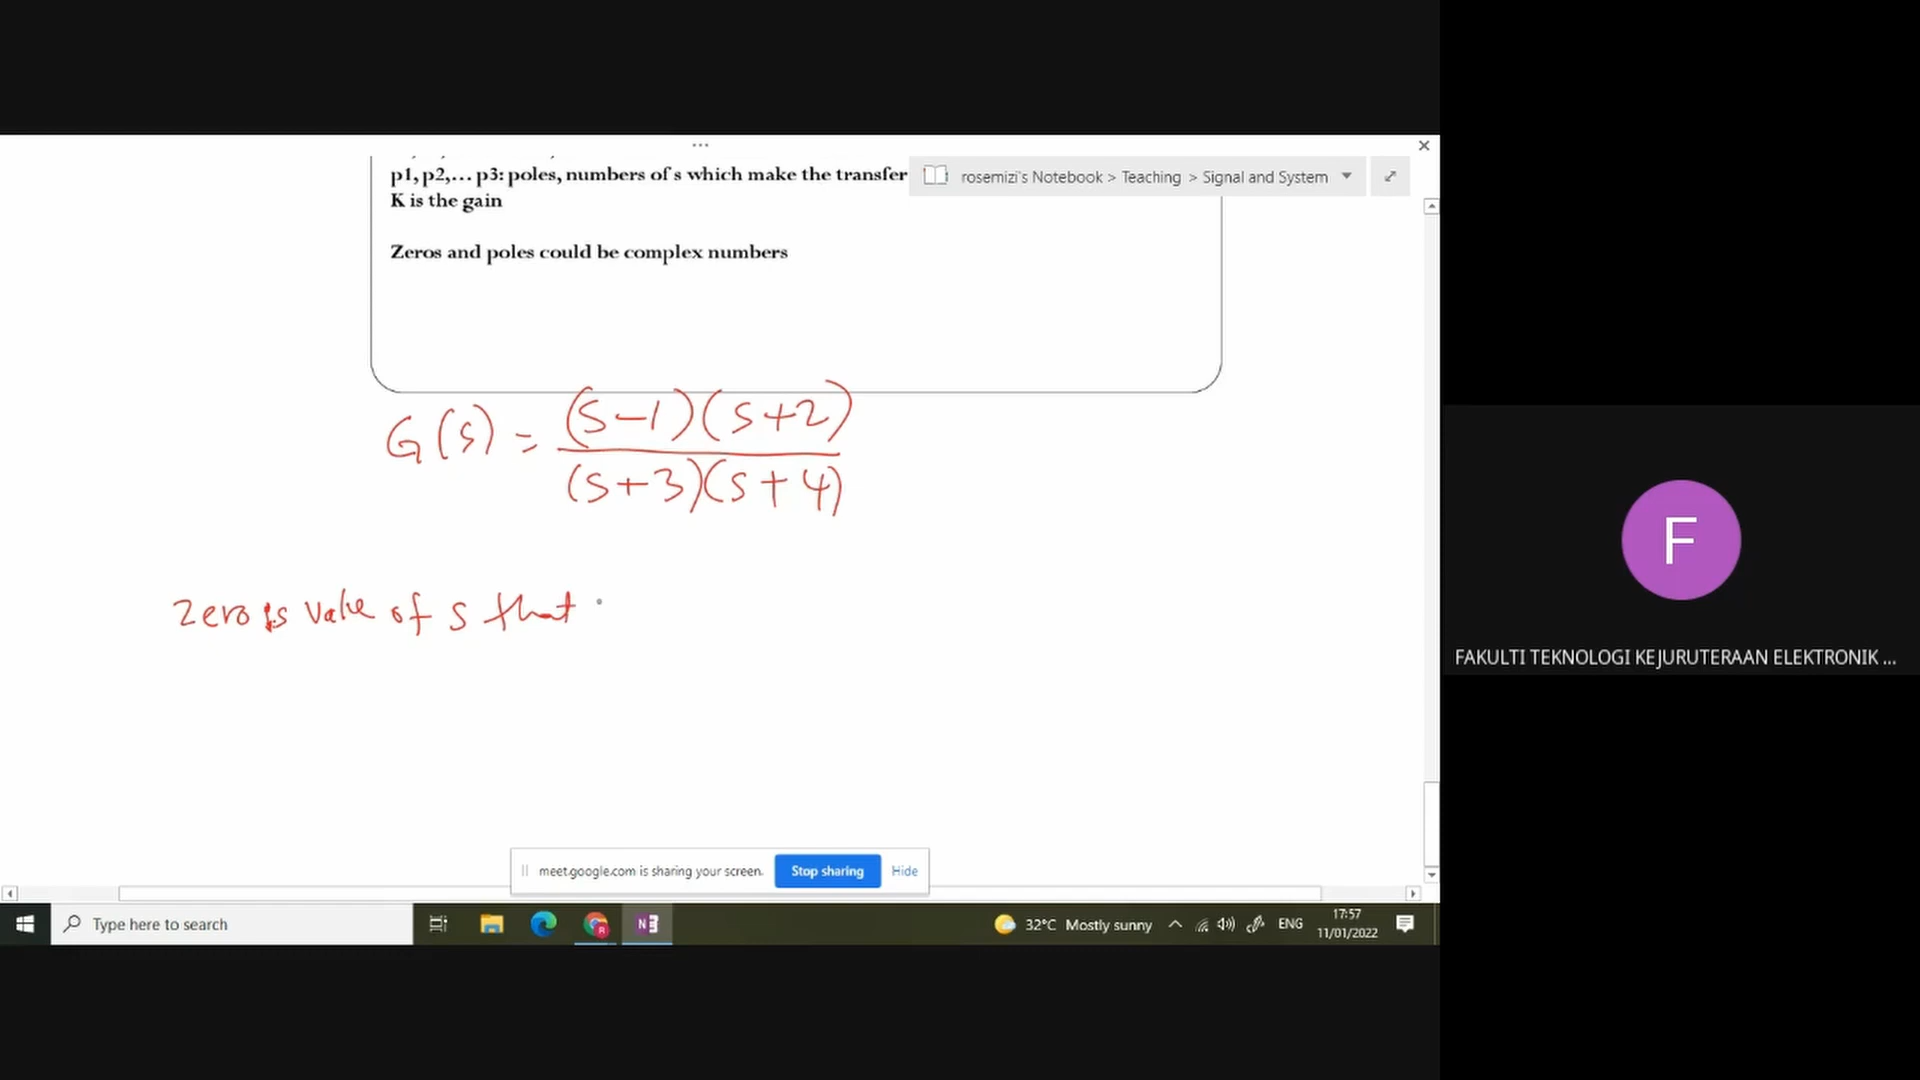 p1, p2,... p3: poles, numbers of s which make the transfer
rosemizi's Notebook > Teaching > Signal and System
K is the gain
Zeros and poles could be complex numbers
G(s) = (s-1)(s+2)
(s+3)(s+4)
Zero is value of s that
F
FAKULTI TEKNOLOGI KEJURUTERAAN ELEKTRONIK ...
meet.google.com is sharing your screen.
Stop sharing
Hide
Type here to search
32°C Mostly sunny
ENG
17:57
11/01/2022